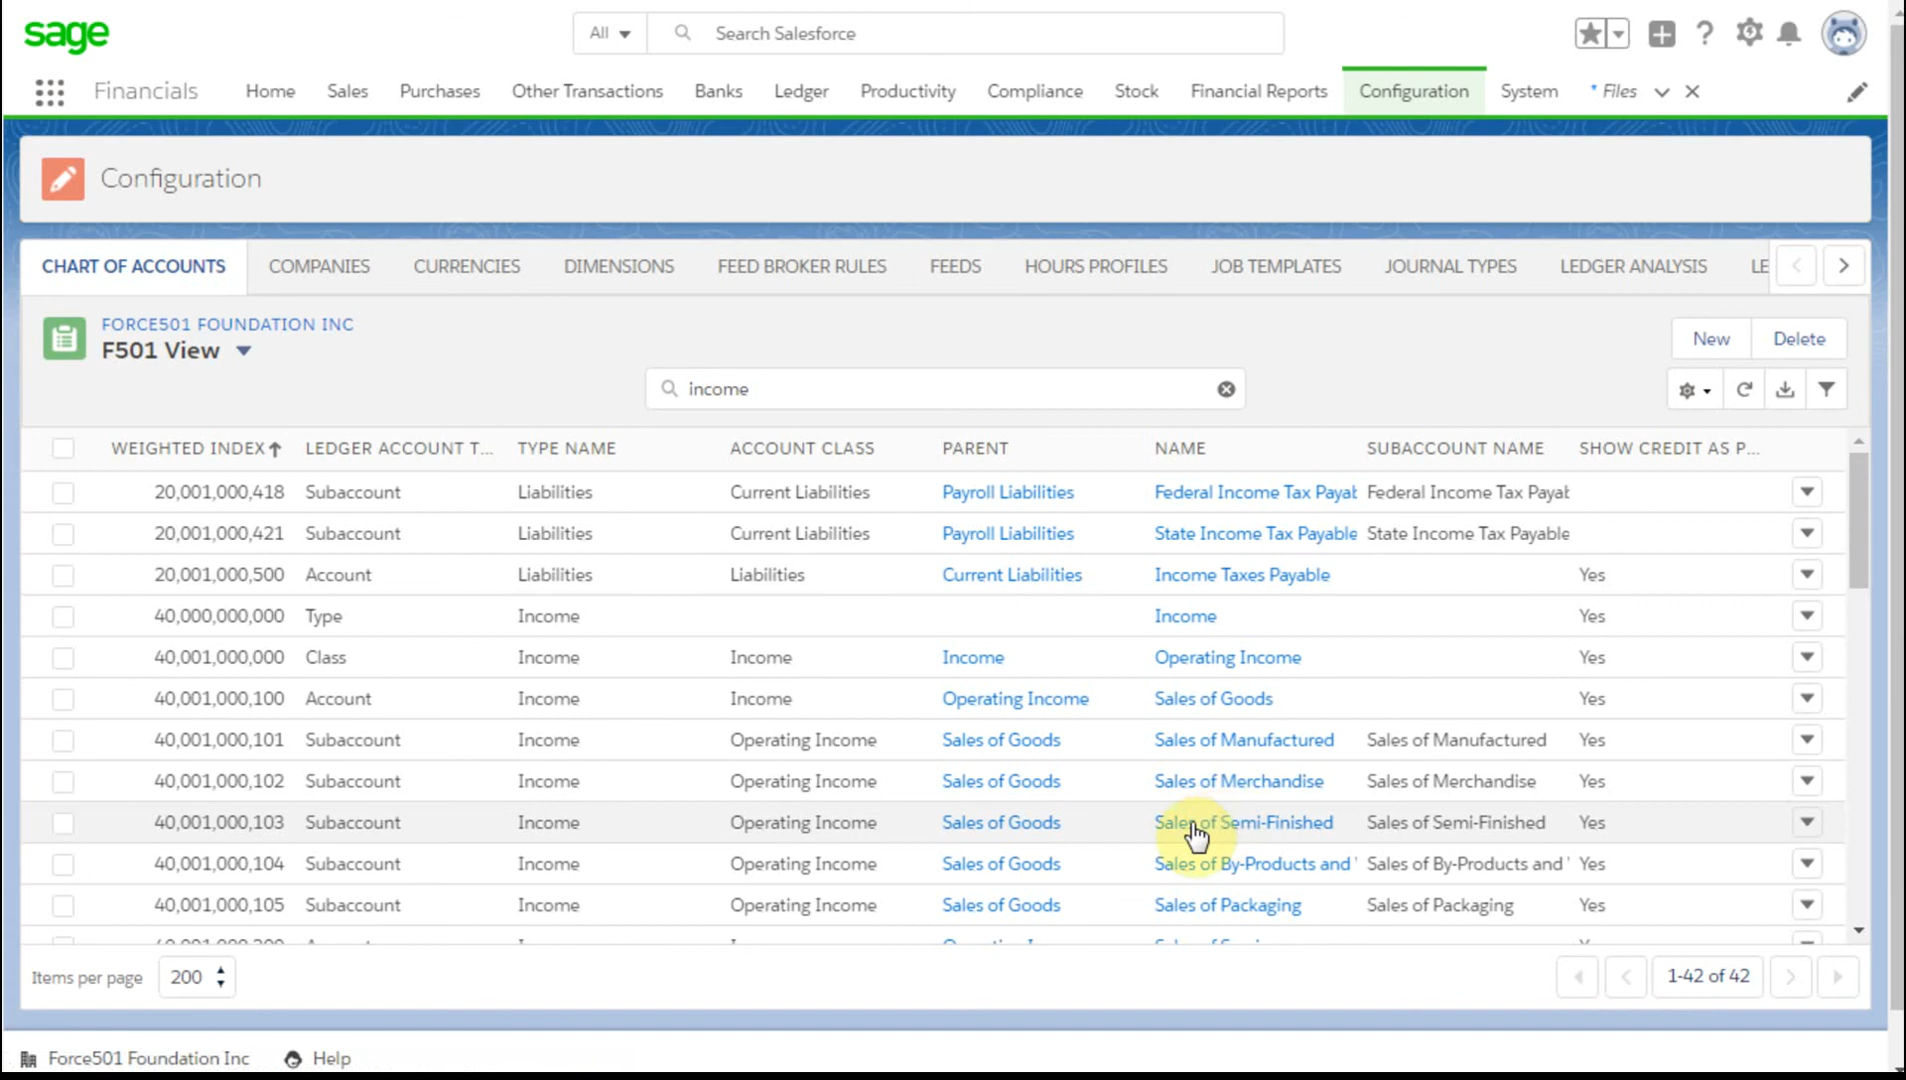 sage
All
Search Salesforce
Financials Home Sales Purchases Other Transactions Banks Ledger Productivity Compliance Stock Financial Reports Configuration System * Files
Configuration
CHART OF ACCOUNTS COMPANIES CURRENCIES DIMENSIONS FEED BROKER RULES FEEDS HOURS PROFILES JOB TEMPLATES JOURNAL TYPES LEDGER ANALYSIS LE
FORCE501 FOUNDATION INC
F501 View
New Delete
income
WEIGHTED INDEX LEDGER ACCOUNT T... TYPE NAME ACCOUNT CLASS PARENT NAME SUBACCOUNT NAME SHOW CREDIT AS P...
20,001,000,418 Subaccount Liabilities Current Liabilities Payroll Liabilities Federal Income Tax Payab Federal Income Tax Payab
20,001,000,421 Subaccount Liabilities Current Liabilities Payroll Liabilities State Income Tax Payable State Income Tax Payable
20,001,000,500 Account Liabilities Liabilities Current Liabilities Income Taxes Payable Yes
40,000,000,000 Type Income Income Yes
40,001,000,000 Class Income Income Income Operating Income Yes
40,001,000,100 Account Income Income Operating Income Sales of Goods Yes
40,001,000,101 Subaccount Income Operating Income Sales of Goods Sales of Manufactured Sales of Manufactured Yes
40,001,000,102 Subaccount Income Operating Income Sales of Goods Sales of Merchandise Sales of Merchandise Yes
40,001,000,103 Subaccount Income Operating Income Sales of Goods Sales of Semi-Finished Sales of Semi-Finished Yes
40,001,000,104 Subaccount Income Operating Income Sales of Goods Sales of By-Products and Sales of By-Products and Yes
40,001,000,105 Subaccount Income Operating Income Sales of Goods Sales of Packaging Sales of Packaging Yes
Items per page 200
1-42 of 42
Force501 Foundation Inc Help